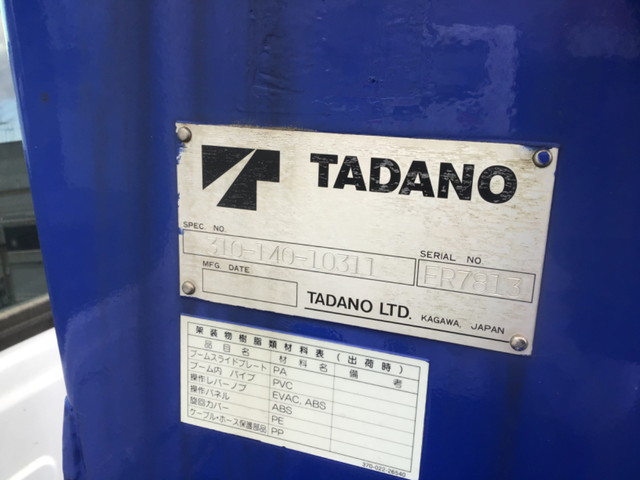 TADANO
SPEC. NO.
310-140-10311
SERIAL NO.
ER7813
MFG. DATE
TADANO LTD. KAGAWA, JAPAN
架装物樹脂類材料表(出荷時)
品目名 材料名 備考
ブームスライドプレート PA
ブーム内 パイプ PVC
操作レバーノブ EVAC, ABS
操作パネル ABS
旋回カバー PE
ケーブル・ホース保護部品 PP
370-022-26540